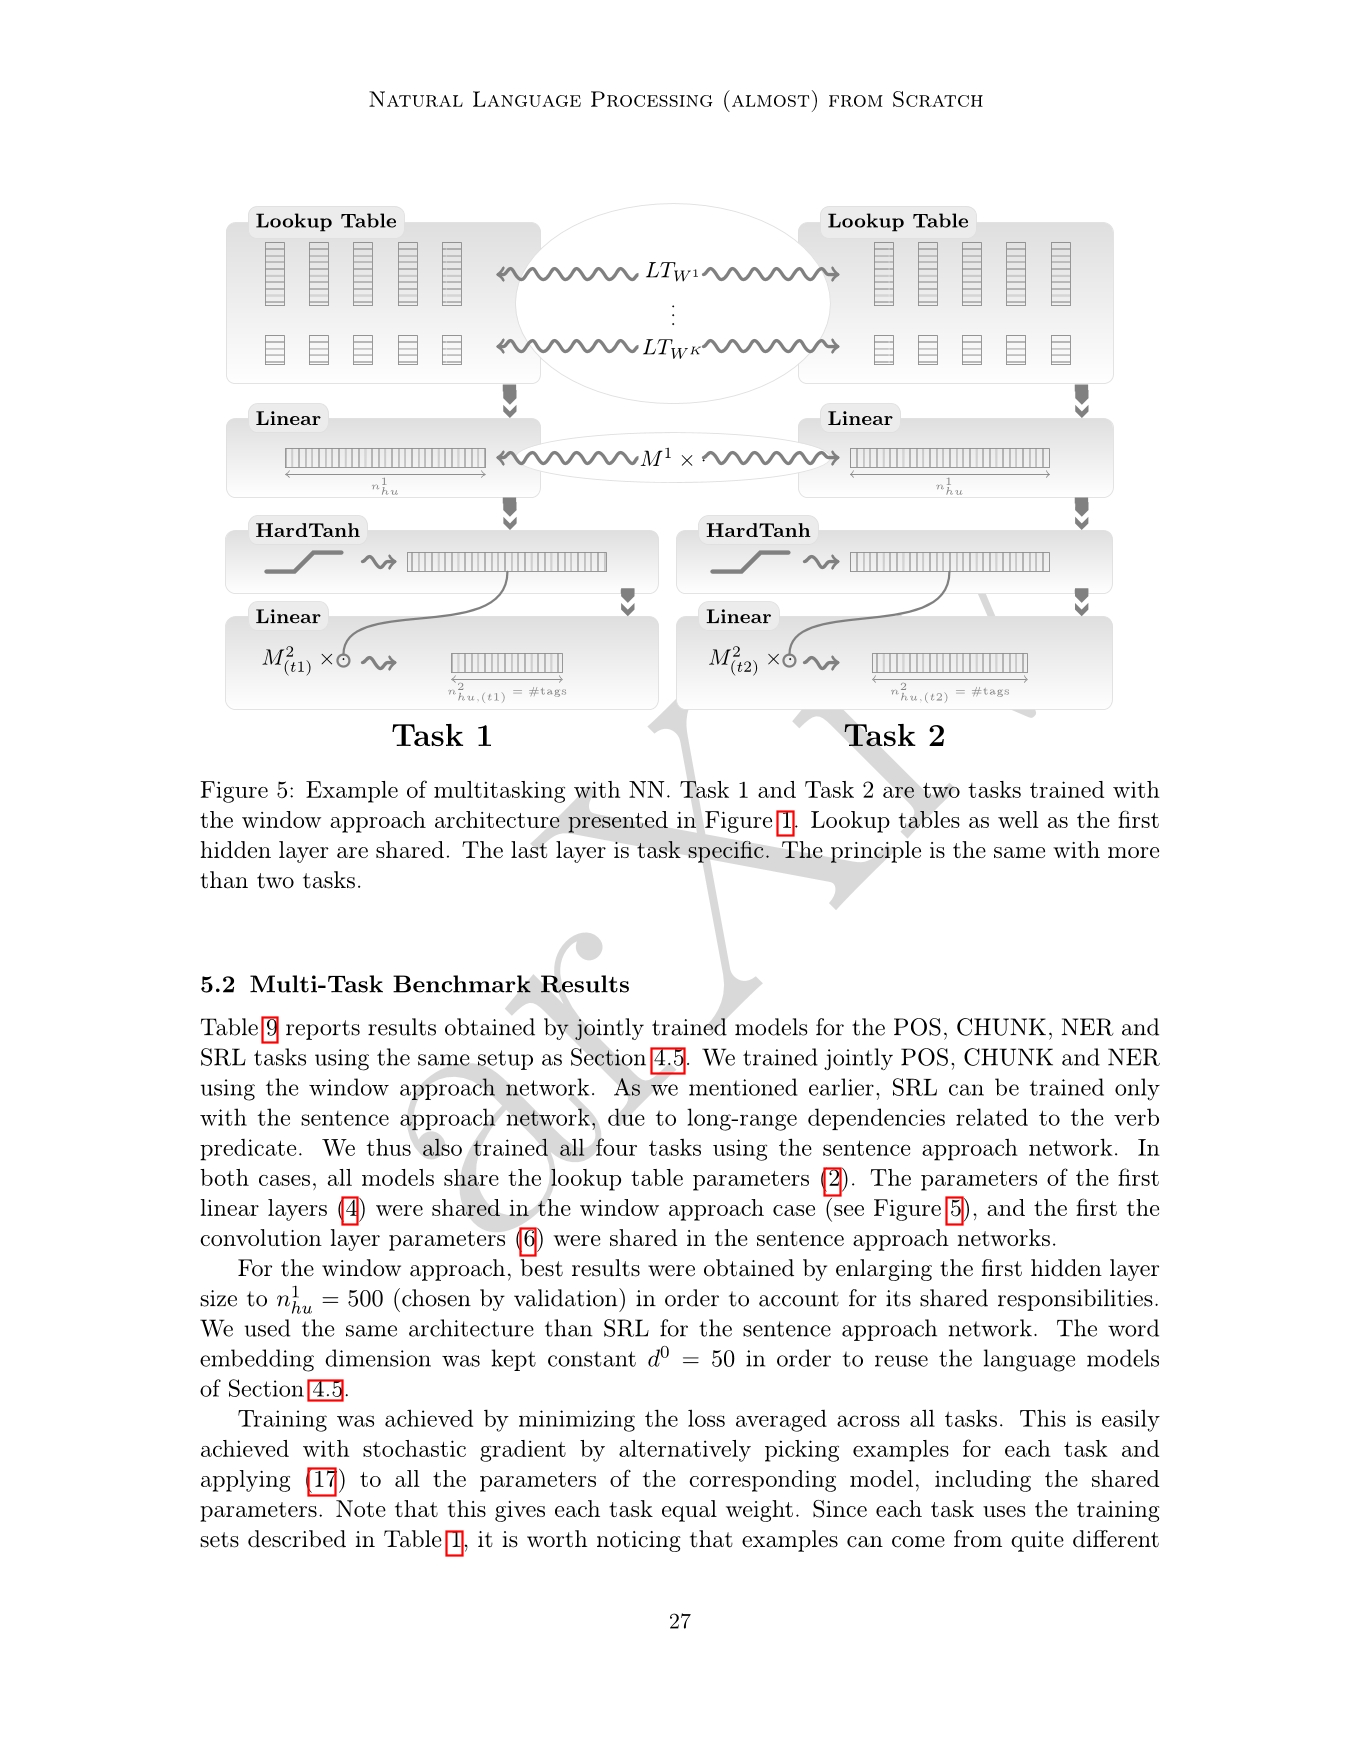 NATURAL LANGUAGE PROCESSING (ALMOST) FROM SCRATCH
Lookup Table
Lookup Table
LT_{W^1}
⋮
LT_{W^K}
Linear
Linear
M^1 × ·
n^1_{hu}
n^1_{hu}
HardTanh
HardTanh
Linear
Linear
M^2_{(t1)} × ·
M^2_{(t2)} × ·
n^2_{hu,(t1)} = #tags
n^2_{hu,(t2)} = #tags
Task 1
Task 2
Figure 5: Example of multitasking with NN. Task 1 and Task 2 are two tasks trained with
the window approach architecture presented in Figure 1. Lookup tables as well as the first
hidden layer are shared. The last layer is task specific. The principle is the same with more
than two tasks.
5.2 Multi-Task Benchmark Results
Table 9 reports results obtained by jointly trained models for the POS, CHUNK, NER and
SRL tasks using the same setup as Section 4.5. We trained jointly POS, CHUNK and NER
using the window approach network. As we mentioned earlier, SRL can be trained only
with the sentence approach network, due to long-range dependencies related to the verb
predicate. We thus also trained all four tasks using the sentence approach network. In
both cases, all models share the lookup table parameters (2). The parameters of the first
linear layers (4) were shared in the window approach case (see Figure 5), and the first the
convolution layer parameters (6) were shared in the sentence approach networks.
For the window approach, best results were obtained by enlarging the first hidden layer
size to n^1_{hu} = 500 (chosen by validation) in order to account for its shared responsibilities.
We used the same architecture than SRL for the sentence approach network. The word
embedding dimension was kept constant d^0 = 50 in order to reuse the language models
of Section 4.5.
Training was achieved by minimizing the loss averaged across all tasks. This is easily
achieved with stochastic gradient by alternatively picking examples for each task and
applying (17) to all the parameters of the corresponding model, including the shared
parameters. Note that this gives each task equal weight. Since each task uses the training
sets described in Table 1, it is worth noticing that examples can come from quite different
27